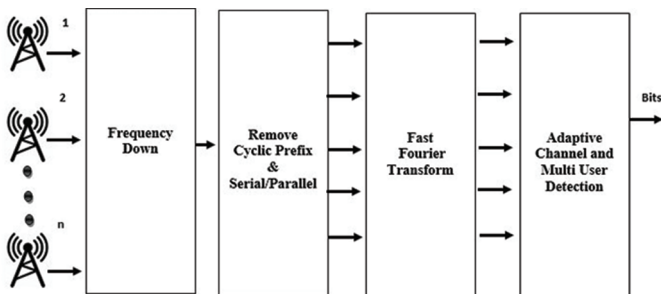 1
2
n
Frequency
Down
Remove
Cyclic Prefix
&
Serial/Parallel
Fast
Fourier
Transform
Adaptive
Channel and
Multi User
Detection
Bits